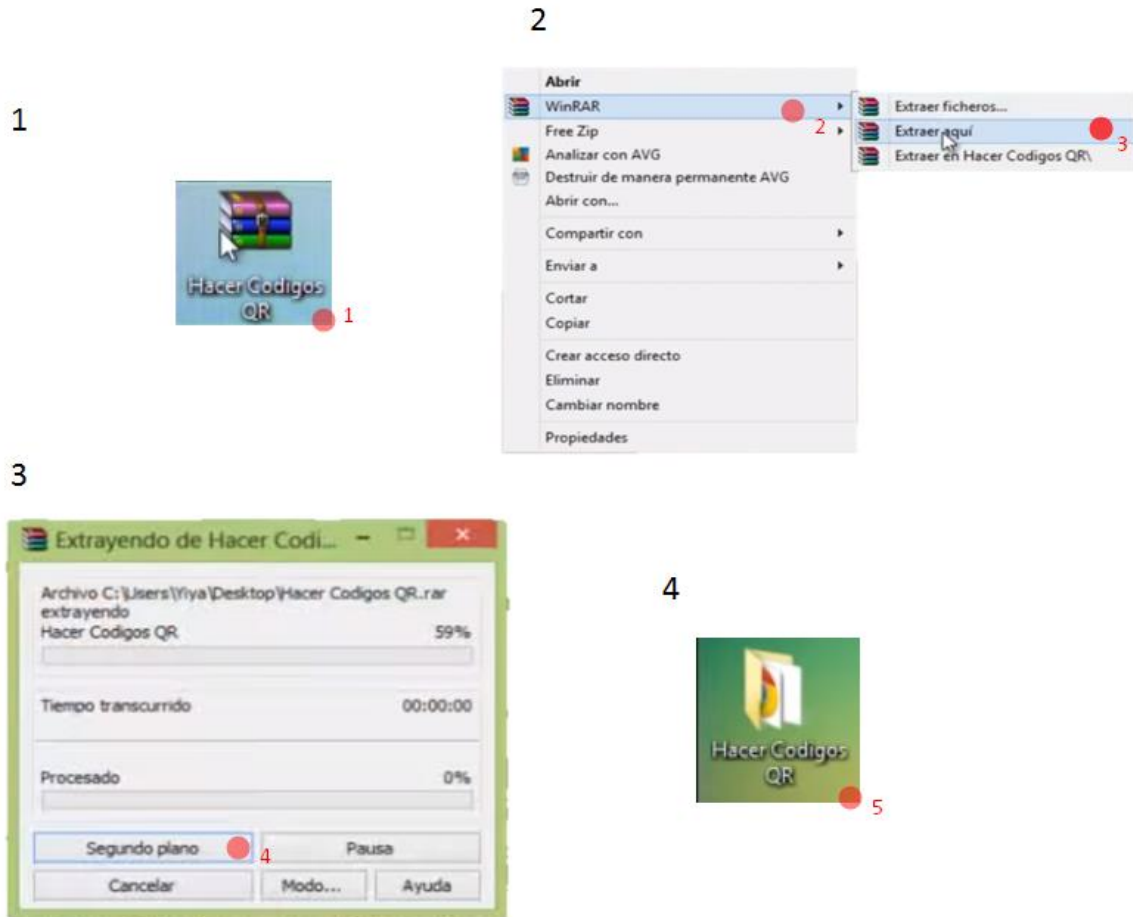 1
Hacer Codigos
QR
1
2
Abrir
WinRAR
2
Free Zip
Analizar con AVG
Destruir de manera permanente AVG
Abrir con...
Compartir con
Enviar a
Cortar
Copiar
Crear acceso directo
Eliminar
Cambiar nombre
Propiedades
Extraer ficheros...
Extraer aquí
3
Extraer en Hacer Codigos QR\
3
Extrayendo de Hacer Codi...
Archivo C:\Users\Yiya\Desktop\Hacer Codigos QR.rar
extrayendo
Hacer Codigos QR 59%
Tiempo transcurrido 00:00:00
Procesado 0%
Segundo plano 4 Pausa
Cancelar Modo... Ayuda
4
Hacer Codigos
QR
5